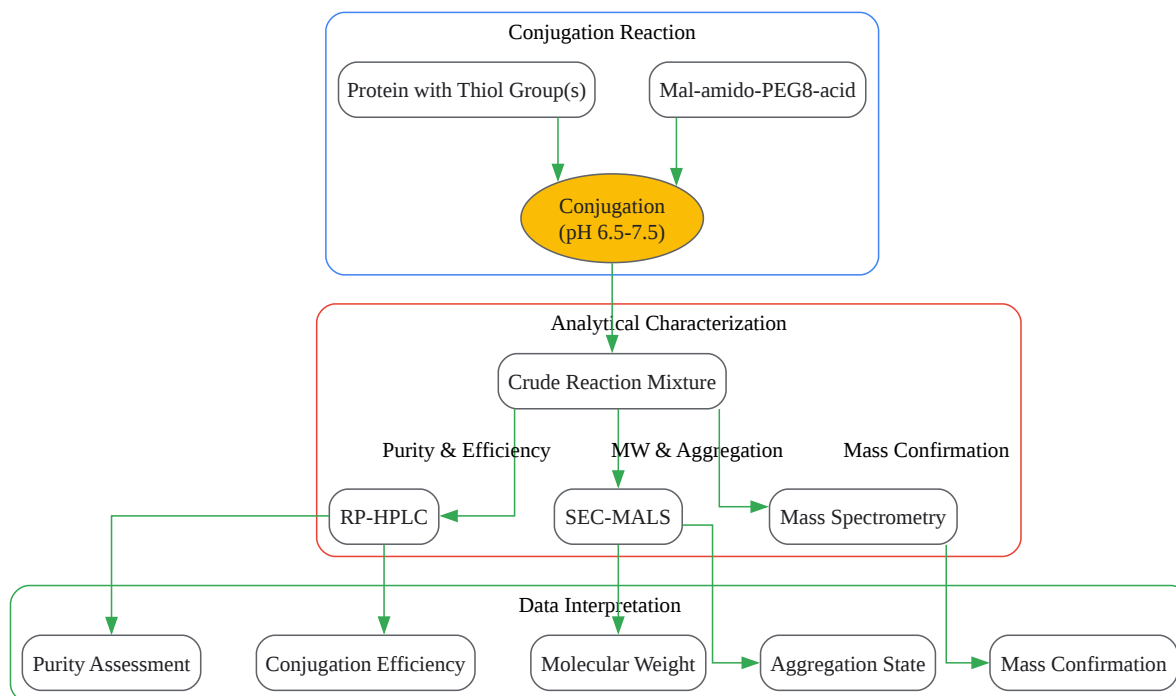 Conjugation Reaction
Protein with Thiol Group(s)
Mal-amido-PEG8-acid
Conjugation
(pH 6.5-7.5)
Analytical Characterization
Crude Reaction Mixture
Purity & Efficiency
MW & Aggregation
Mass Confirmation
RP-HPLC
SEC-MALS
Mass Spectrometry
Data Interpretation
Purity Assessment
Conjugation Efficiency
Molecular Weight
Aggregation State
Mass Confirmation